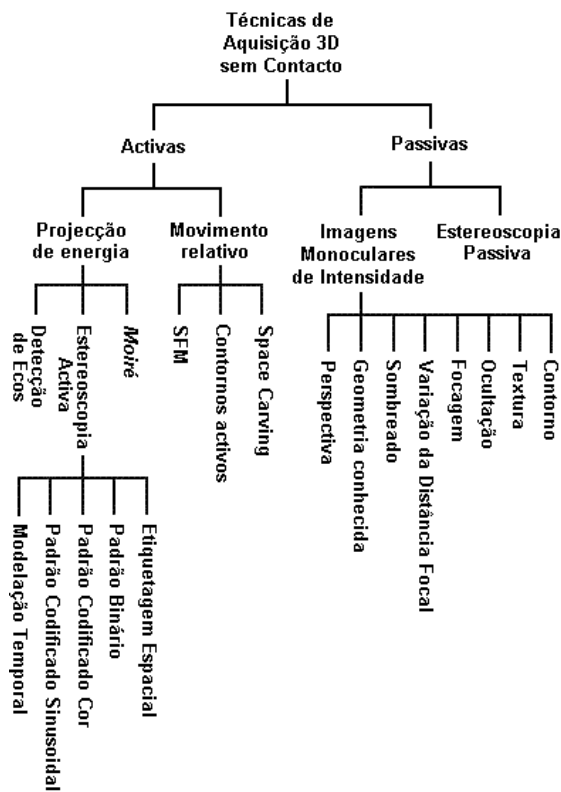 Técnicas de
Aquisição 3D
sem Contacto
Activas
Passivas
Projecção
de energia
Movimento
relativo
Imagens
Monoculares
de Intensidade
Estereoscopia
Passiva
Detecção
de Ecos
Estereoscopia
Activa
Moiré
SFM
Contornos activos
Space Carving
Perspectiva
Geometria conhecida
Sombreado
Variação da Distância Focal
Focagem
Ocultação
Textura
Contorno
Modelação Temporal
Padrão Codificado Sinusoidal
Padrão Codificado Cor
Padrão Binário
Etiquetagem Espacial